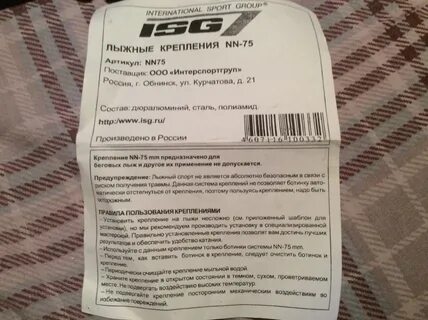 INTERNATIONAL SPORT GROUP
ISG
ЛЫЖНЫЕ КРЕПЛЕНИЯ NN-75
Артикул: NN75
Поставщик: ООО «Интерспортгруп»
Россия, г. Обнинск, ул. Курчатова, д. 21
Состав: дюралюминий, сталь, полиамид
http:/www.isg.ru/
Произведено в России
4607116100332
Крепление NN-75 mm предназначено для
беговых лыж и другое их применение не допускается.
Предупреждение: Лыжный спорт не является абсолютно безопасным в связи с
риском получения травмы. Данная система креплений не позволяет ботинку авто-
матически отстегнуться от крепления, поэтому пользуясь креплением, надо быть
осторожным.
ПРАВИЛА ПОЛЬЗОВАНИЯ КРЕПЛЕНИЯМИ
- Установить крепление на лыжи несложно (см приложенный шаблон для
установки), но мы рекомендуем производить установку в специализированной
мастерской. Правильно установленные крепления позволят вам достичь лучших
результатов и обеспечить удобство катания.
- Используйте с данным креплением только ботинки системы NN-75 mm
- Перед тем, как вставить ботинок в крепление, следует очистить ботинок и
крепление.
- Периодически очищайте крепление мыльной водой.
- Храните крепление в открытом состоянии в темном, сухом, проветриваемом
месте. Не подвергать воздействию высоких температур.
- Не подвергайте крепление посторонним механическим воздействиям во
избежание повреждений.